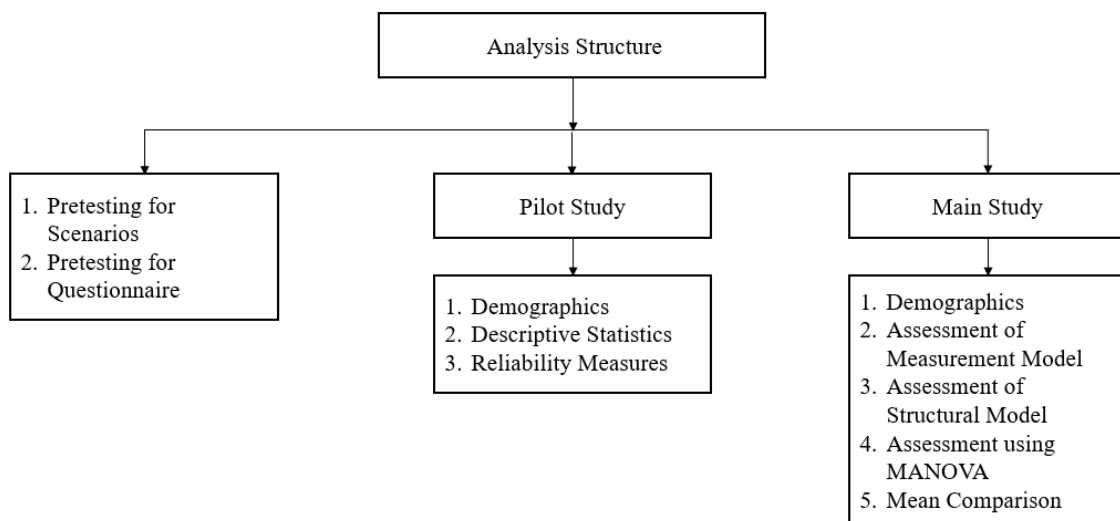 Analysis Structure
1. Pretesting for
Scenarios
2. Pretesting for
Questionnaire
Pilot Study
1. Demographics
2. Descriptive Statistics
3. Reliability Measures
Main Study
1. Demographics
2. Assessment of
Measurement Model
3. Assessment of
Structural Model
4. Assessment using
MANOVA
5. Mean Comparison